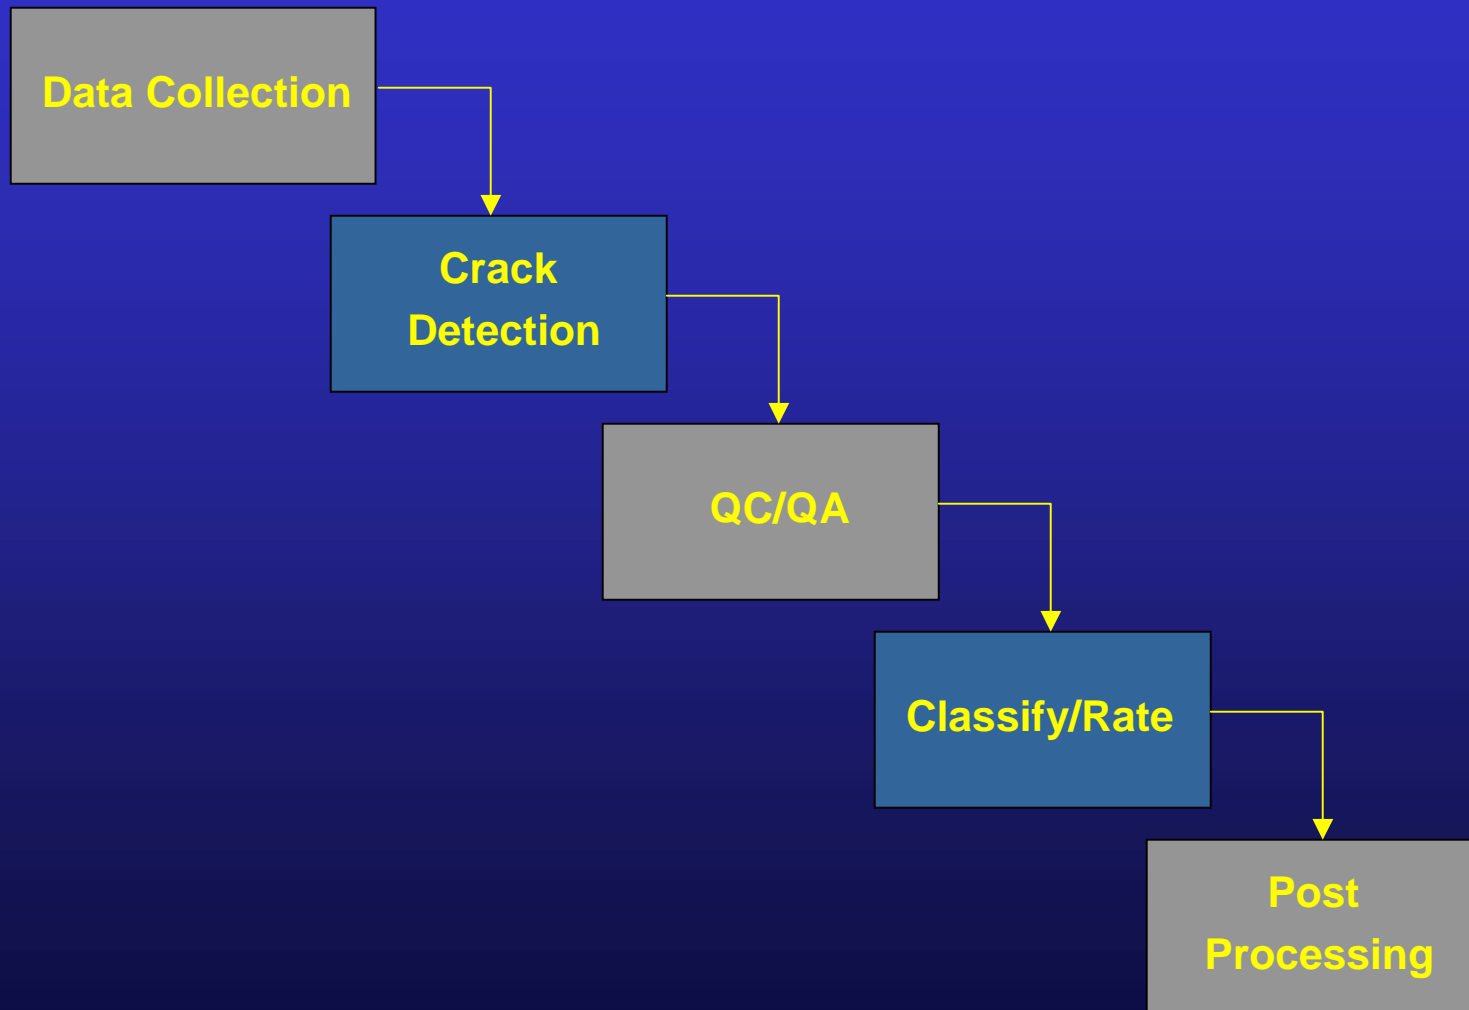 Data Collection
Crack
Detection
QC/QA
Classify/Rate
Post
Processing